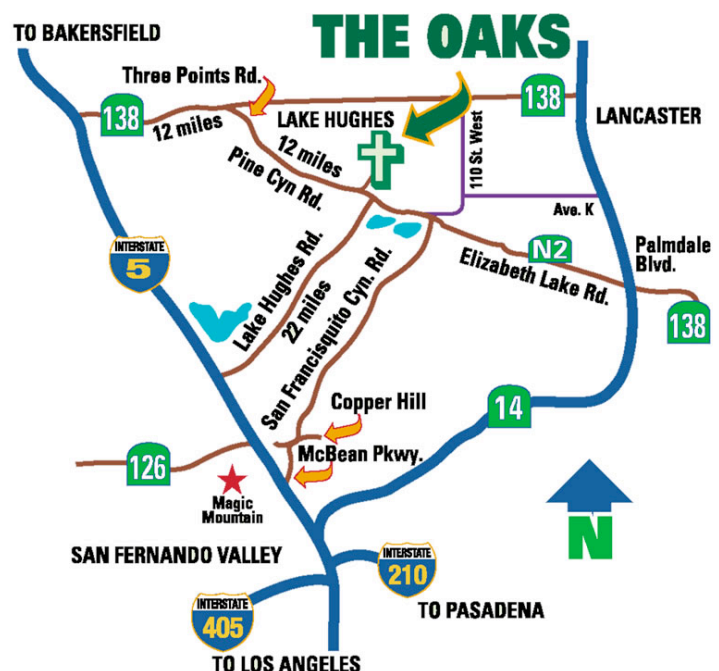 TO BAKERSFIELD
THE OAKS
Three Points Rd.
138
12 miles
LAKE HUGHES
138
LANCASTER
12 miles
110 St. West
Pine Cyn Rd.
Ave. K
INTERSTATE
5
N2
Palmdale
Blvd.
Elizabeth Lake Rd.
138
Lake Hughes Rd.
22 miles
San Francisquito Cyn. Rd.
Copper Hill
14
McBean Pkwy.
126
Magic
Mountain
N
SAN FERNANDO VALLEY
INTERSTATE
210
INTERSTATE
405
TO PASADENA
TO LOS ANGELES